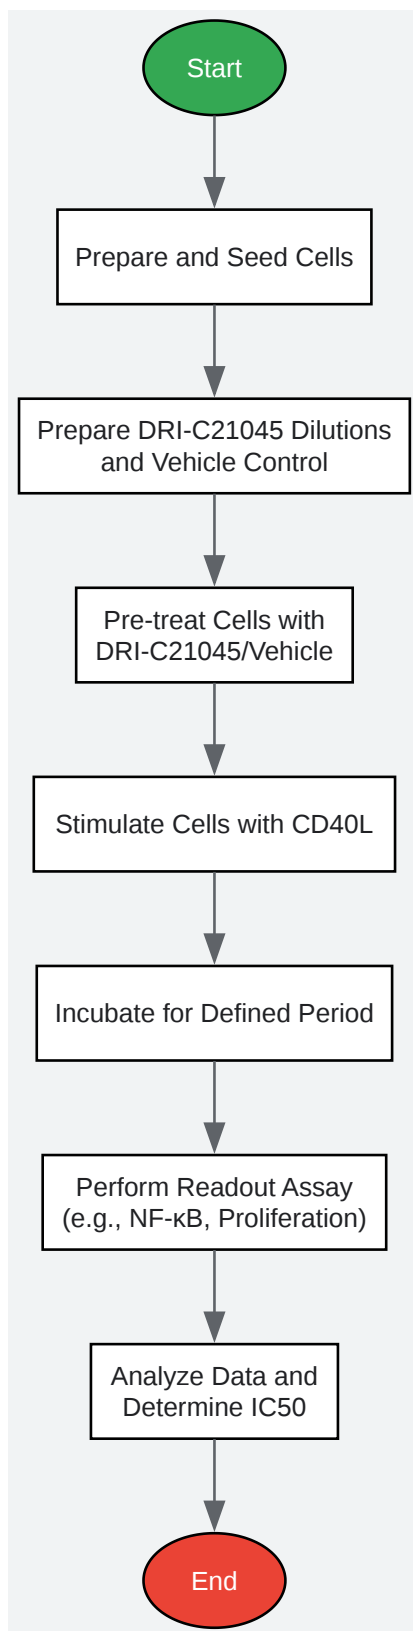 Start
Prepare and Seed Cells
Prepare DRI-C21045 Dilutions
and Vehicle Control
Pre-treat Cells with
DRI-C21045/Vehicle
Stimulate Cells with CD40L
Incubate for Defined Period
Perform Readout Assay
(e.g., NF-κB, Proliferation)
Analyze Data and
Determine IC50
End